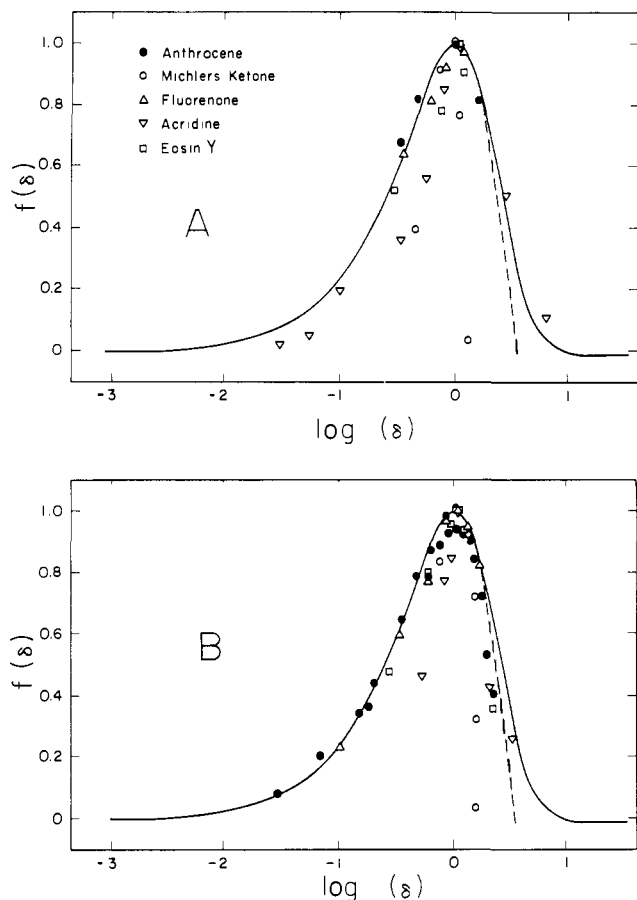 1.0
0.8
0.6
0.4
0.2
0
f(δ)
A
● Anthrocene
○ Michlers Ketone
△ Fluorenone
▽ Acridine
□ Eosin Y
-3 -2 -1 0 1
log (δ)
1.0
0.8
0.6
0.4
0.2
0
f(δ)
B
-3 -2 -1 0 1
log (δ)